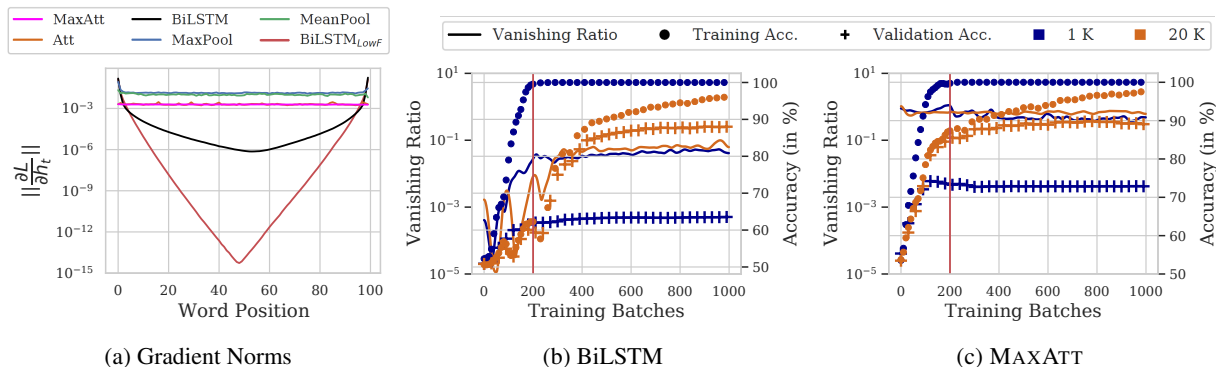 MaxAtt BiLSTM MeanPool
Att MaxPool BiLSTM_LowF
10^-3
10^-6
10^-9
10^-12
10^-15
||∂L/∂h_t||
0 20 40 60 80 100
Word Position
(a) Gradient Norms
Vanishing Ratio Training Acc. Validation Acc. 1 K 20 K
10^1
10^-1
10^-3
10^-5
Vanishing Ratio
100
90
80
70
60
50
Accuracy (in %)
0 200 400 600 800 1000
Training Batches
(b) BiLSTM
10^1
10^-1
10^-3
10^-5
Vanishing Ratio
100
90
80
70
60
50
Accuracy (in %)
0 200 400 600 800 1000
Training Batches
(c) MAXATT